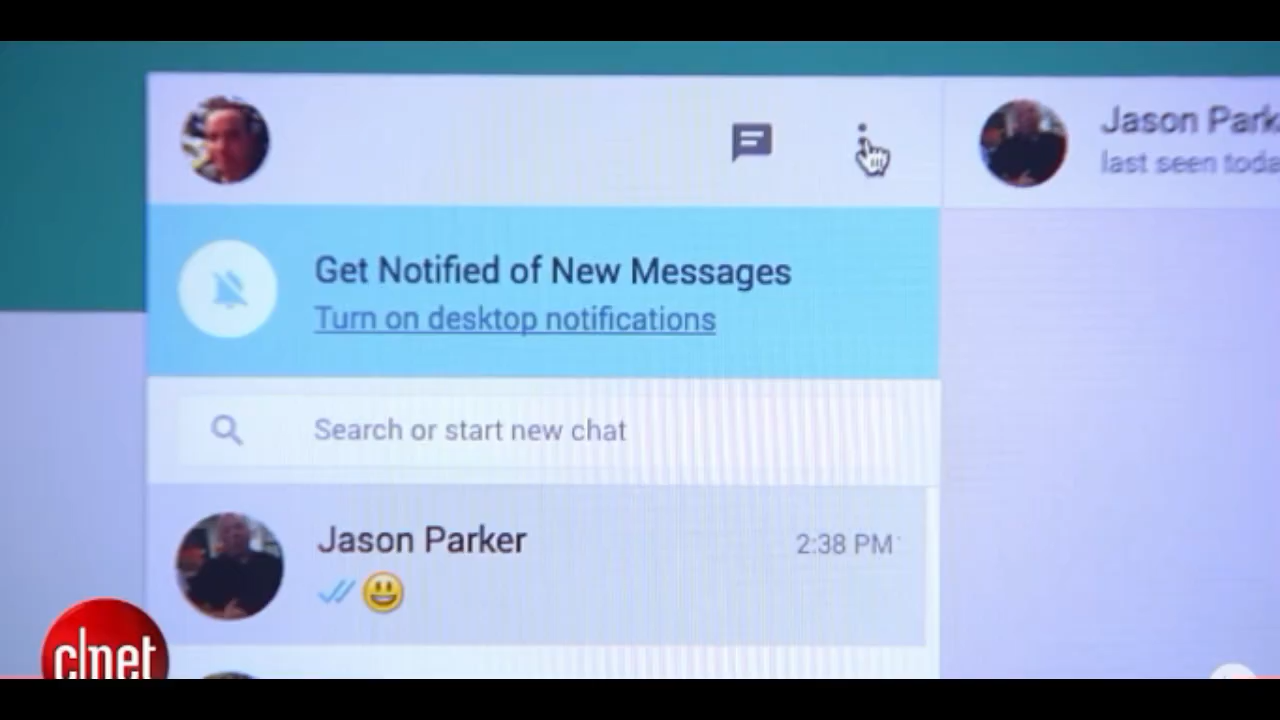 Jason Park
last seen toda
Get Notified of New Messages
Turn on desktop notifications
Search or start new chat
Jason Parker
2:38 PM
c|net